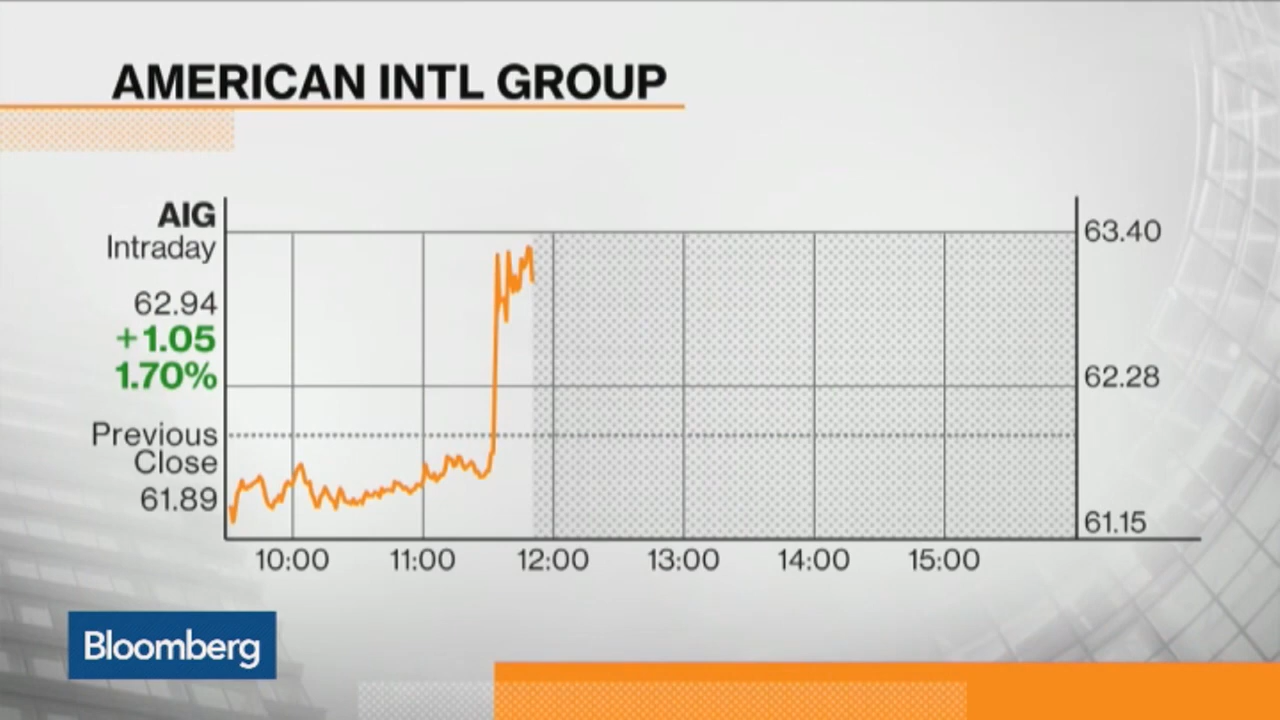 AMERICAN INTL GROUP
AIG
Intraday
62.94
+1.05
1.70%
Previous
Close
61.89
63.40
62.28
61.15
10:00 11:00 12:00 13:00 14:00 15:00
Bloomberg